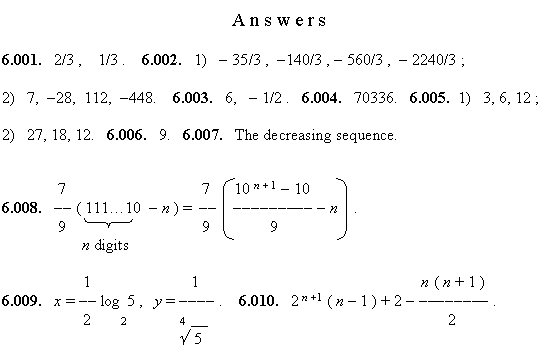 Answers
6.001. 2/3 , 1/3 . 6.002. 1) − 35/3 , −140/3 , − 560/3 , − 2240/3 ;
2) 7, −28, 112, −448. 6.003. 6, − 1/2 . 6.004. 70336. 6.005. 1) 3, 6, 12 ;
2) 27, 18, 12. 6.006. 9. 6.007. The decreasing sequence.
6.008. 7/9 ( 111...10 − n ) = 7/9 ( (10^(n+1) − 10)/9 − n ) .
n digits
6.009. x = 1/2 log₂ 5 , y = 1/⁴√5 . 6.010. 2^(n+1) ( n − 1 ) + 2 − n ( n + 1 )/2 .